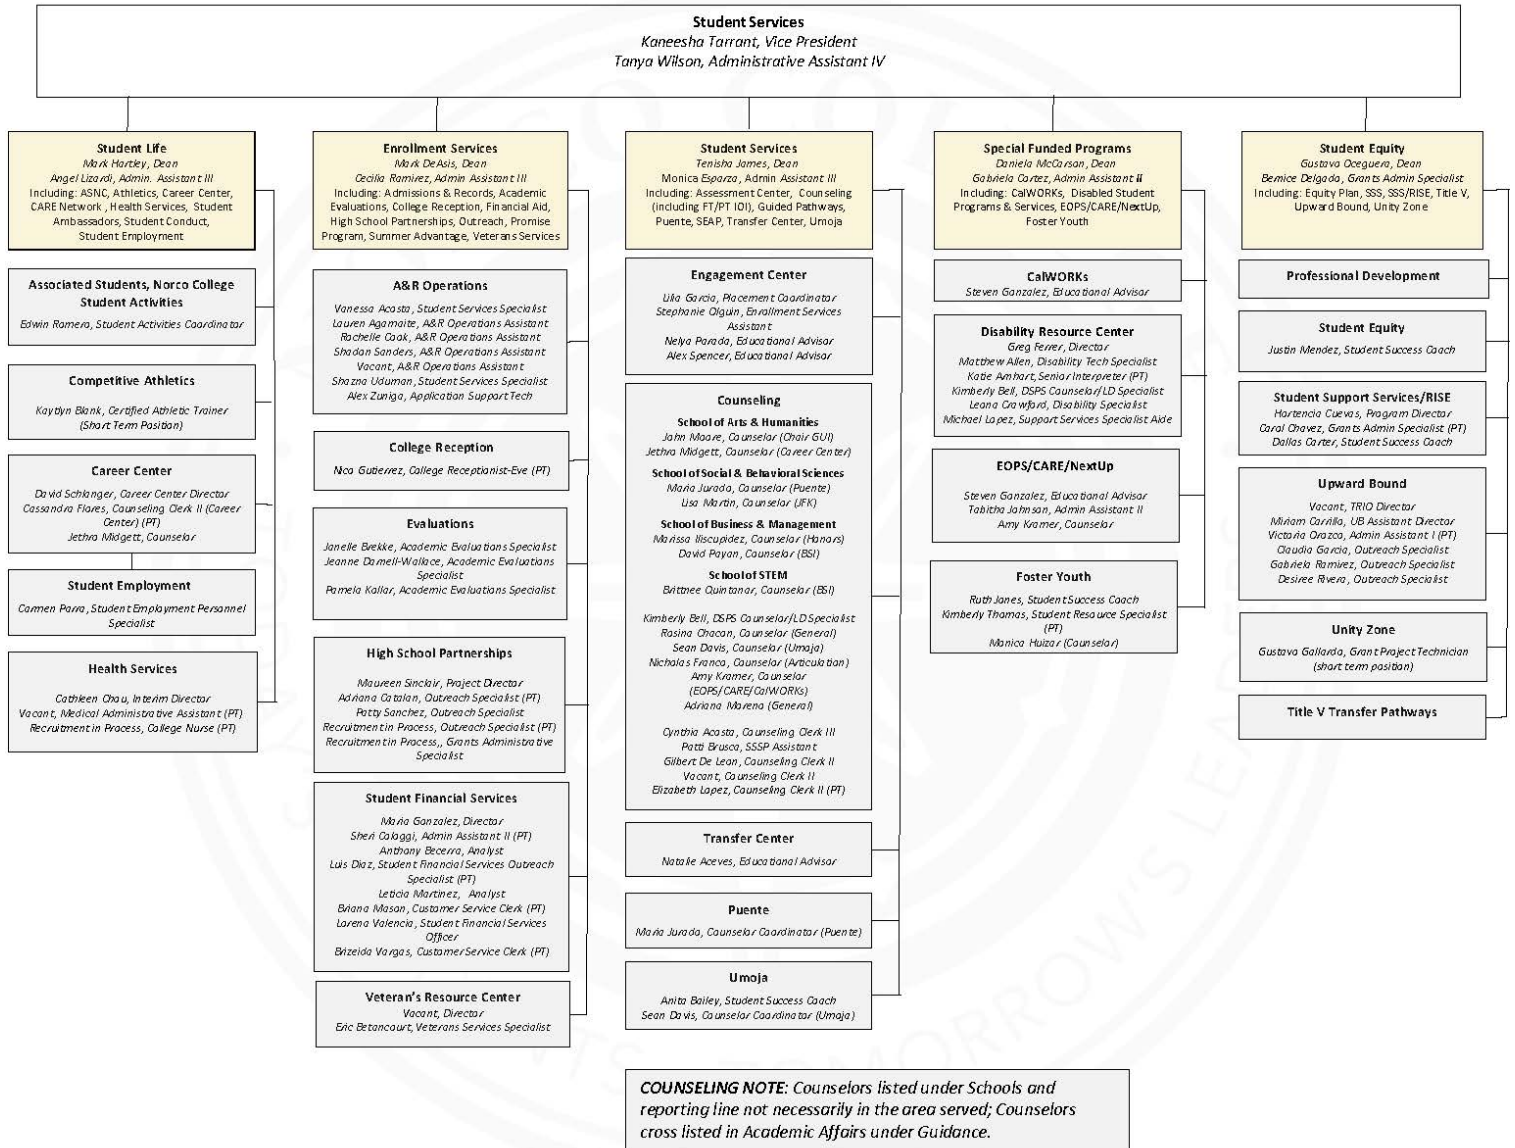 Student Services
Kaneesha Tarrant, Vice President
Tanya Wilson, Administrative Assistant IV
Student Life
Mark Hartley, Dean
Angel Lizardi, Admin. Assistant III
Including: ASNC, Athletics, Career Center,
CARE Network , Health Services, Student
Ambassadors, Student Conduct,
Student Employment
Associated Students, Norco College
Student Activities
Edwin Romero, Student Activities Coordinator
Competitive Athletics
Kaytlyn Blank, Certified Athletic Trainer
(Short Term Position)
Career Center
David Schlanger, Career Center Director
Cassandra Flores, Counseling Clerk II (Career
Center) (PT)
Jethro Midgett, Counselor
Student Employment
Carmen Parra, Student Employment Personnel
Specialist
Health Services
Cathleen Chou, Interim Director
Vacant, Medical Administrative Assistant (PT)
Recruitment in Process, College Nurse (PT)
Enrollment Services
Mark DeAsis, Dean
Cecilia Ramirez, Admin Assistant III
Including: Admissions & Records, Academic
Evaluations, College Reception, Financial Aid,
High School Partnerships, Outreach, Promise
Program, Summer Advantage, Veterans Services
A&R Operations
Vanessa Acosta, Student Services Specialist
Lauren Agamaite, A&R Operations Assistant
Rachelle Cook, A&R Operations Assistant
Shadan Sanders, A&R Operations Assistant
Vacant, A&R Operations Assistant
Shazna Uduman, Student Services Specialist
Alex Zuniga, Application Support Tech
College Reception
Nico Gutierrez, College Receptionist-Eve (PT)
Evaluations
Janelle Brekke, Academic Evaluations Specialist
Jeanne Darnell-Wallace, Academic Evaluations
Specialist
Pamela Kollar, Academic Evaluations Specialist
High School Partnerships
Maureen Sinclair, Project Director
Adriana Catalan, Outreach Specialist (PT)
Patty Sanchez, Outreach Specialist
Recruitment in Process, Outreach Specialist (PT)
Recruitment in Process,, Grants Administrative
Specialist
Student Financial Services
Maria Gonzalez, Director
Sheri Colaggi, Admin Assistant II (PT)
Anthony Becerra, Analyst
Luis Diaz, Student Financial Services Outreach
Specialist (PT)
Leticia Martinez, Analyst
Briana Mason, Customer Service Clerk (PT)
Lorena Valencia, Student Financial Services
Officer
Brizeida Vargas, Customer Service Clerk (PT)
Veteran's Resource Center
Vacant, Director
Eric Betancourt, Veterans Services Specialist
Student Services
Tenisha James, Dean
Monica Esparza, Admin Assistant III
Including: Assessment Center, Counseling
(including FT/PT IOI), Guided Pathways,
Puente, SEAP, Transfer Center, Umoja
Engagement Center
Lilia Garcia, Placement Coordinator
Stephanie Olguin, Enrollment Services
Assistant
Nelya Parada, Educational Advisor
Alex Spencer, Educational Advisor
Counseling
School of Arts & Humanities
John Moore, Counselor (Chair GUI)
Jethro Midgett, Counselor (Career Center)
School of Social & Behavioral Sciences
Maria Jurado, Counselor (Puente)
Lisa Martin, Counselor (JFK)
School of Business & Management
Marissa Iliscupidez, Counselor (Honors)
David Payan, Counselor (BSI)
School of STEM
Brittnee Quintanar, Counselor (BSI)
Kimberly Bell, DSPS Counselor/LD Specialist
Rosina Chacon, Counselor (General)
Sean Davis, Counselor (Umoja)
Nicholas Franco, Counselor (Articulation)
Amy Kramer, Counselor
(EOPS/CARE/CalWORKs)
Adriana Moreno (General)
Cynthia Acosta, Counseling Clerk III
Patti Brusca, SSSP Assistant
Gilbert De Leon, Counseling Clerk II
Vacant, Counseling Clerk II
Elizabeth Lopez, Counseling Clerk II (PT)
Transfer Center
Natalie Aceves, Educational Advisor
Puente
Maria Jurado, Counselor Coordinator (Puente)
Umoja
Anita Bailey, Student Success Coach
Sean Davis, Counselor Coordinator (Umoja)
Special Funded Programs
Daniela McCarson, Dean
Gabriela Cortez, Admin Assistant II
Including: CalWORKs, Disabled Student
Programs & Services, EOPS/CARE/NextUp,
Foster Youth
CalWORKs
Steven Gonzalez, Educational Advisor
Disability Resource Center
Greg Ferrer, Director
Matthew Allen, Disability Tech Specialist
Katie Arnhart, Senior Interpreter (PT)
Kimberly Bell, DSPS Counselor/LD Specialist
Leona Crawford, Disability Specialist
Michael Lopez, Support Services Specialist Aide
EOPS/CARE/NextUp
Steven Gonzalez, Educational Advisor
Tabitha Johnson, Admin Assistant II
Amy Kramer, Counselor
Foster Youth
Ruth Jones, Student Success Coach
Kimberly Thomas, Student Resource Specialist
(PT)
Monica Huizar (Counselor)
Student Equity
Gustavo Oceguera, Dean
Bernice Delgado, Grants Admin Specialist
Including: Equity Plan, SSS, SSS/RISE, Title V,
Upward Bound, Unity Zone
Professional Development
Student Equity
Justin Mendez, Student Success Coach
Student Support Services/RISE
Hortencia Cuevas, Program Director
Carol Chavez, Grants Admin Specialist (PT)
Dallas Carter, Student Success Coach
Upward Bound
Vacant, TRIO Director
Miriam Carrillo, UB Assistant Director
Victoria Orozco, Admin Assistant I (PT)
Claudia Garcia, Outreach Specialist
Gabriela Ramirez, Outreach Specialist
Desiree Rivera, Outreach Specialist
Unity Zone
Gustavo Gallardo, Grant Project Technician
(short term position)
Title V Transfer Pathways
COUNSELING NOTE: Counselors listed under Schools and
reporting line not necessarily in the area served; Counselors
cross listed in Academic Affairs under Guidance.